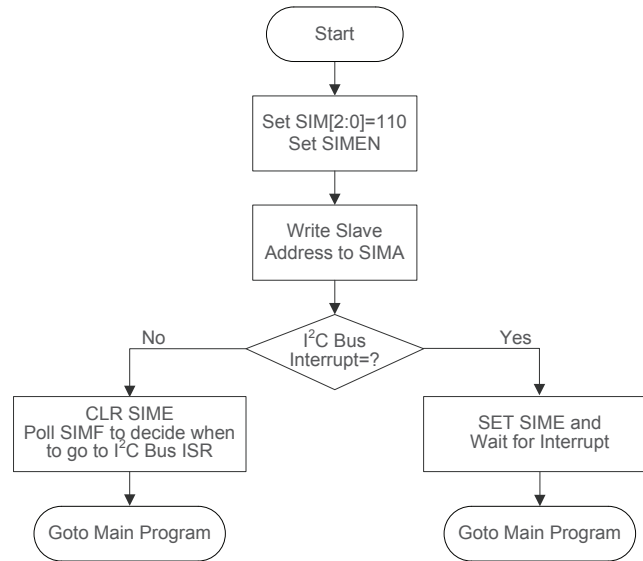 Start
Set SIM[2:0]=110
Set SIMEN
Write Slave
Address to SIMA
I²C Bus
Interrupt=?
No
Yes
CLR SIME
Poll SIMF to decide when
to go to I²C Bus ISR
SET SIME and
Wait for Interrupt
Goto Main Program
Goto Main Program